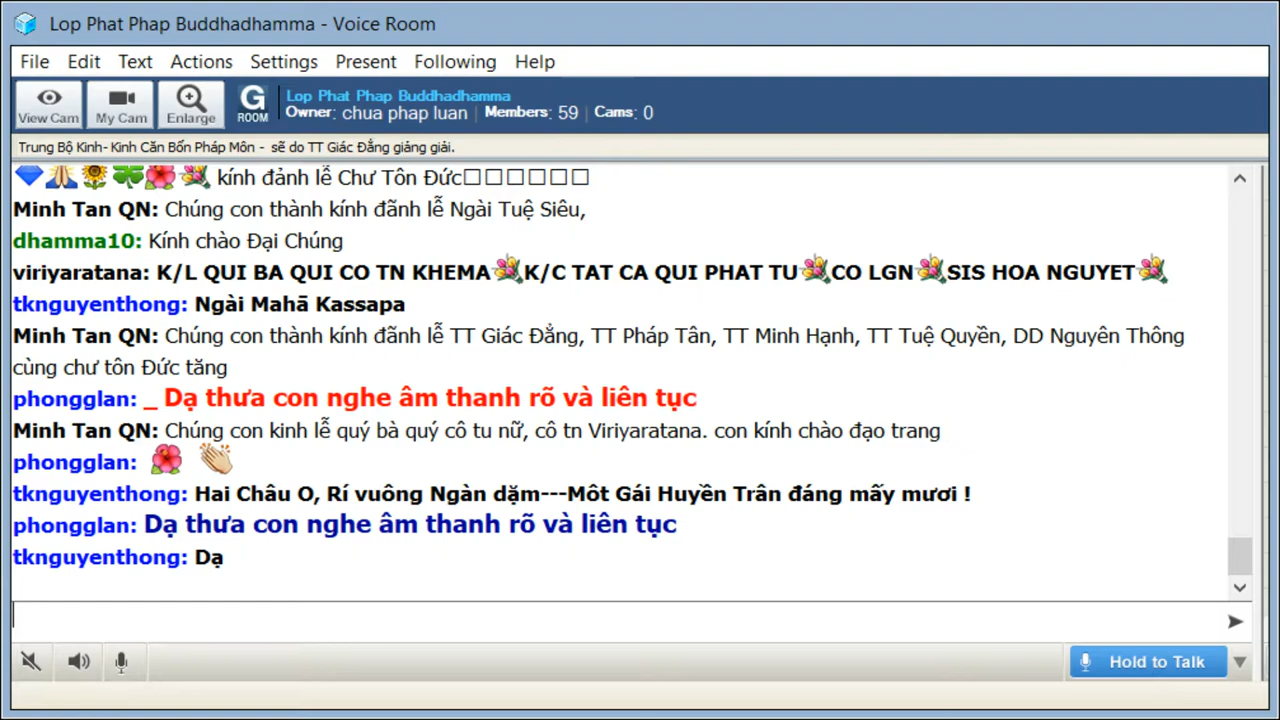 Lop Phat Phap Buddhadhamma - Voice Room
File Edit Text Actions Settings Present Following Help
View Cam My Cam Enlarge G ROOM Lop Phat Phap Buddhadhamma
Owner: chua phap luan | Members: 59 | Cams: 0
Trung Bộ Kinh- Kinh Căn Bổn Pháp Môn - sẽ do TT Giác Đẳng giảng giải.
kính đảnh lễ Chư Tôn Đức□□□□□□
Minh Tan QN: Chúng con thành kính đãnh lễ Ngài Tuệ Siêu,
dhamma10: Kính chào Đại Chúng
viriyaratana: K/L QUI BA QUI CO TN KHEMA K/C TAT CA QUI PHAT TU CO LGN SIS HOA NGUYET
tknguyenthong: Ngài Mahā Kassapa
Minh Tan QN: Chúng con thành kính đãnh lễ TT Giác Đẳng, TT Pháp Tân, TT Minh Hạnh, TT Tuệ Quyền, DD Nguyên Thông
cùng chư tôn Đức tăng
phongglan: _ Dạ thưa con nghe âm thanh rõ và liên tục
Minh Tan QN: Chúng con kinh lễ quý bà quý cô tu nữ, cô tn Viriyaratana. con kính chào đạo trang
phongglan:
tknguyenthong: Hai Châu O, Rí vuông Ngàn dặm---Môt Gái Huyền Trân đáng mấy mươi !
phongglan: Dạ thưa con nghe âm thanh rõ và liên tục
tknguyenthong: Dạ
Hold to Talk